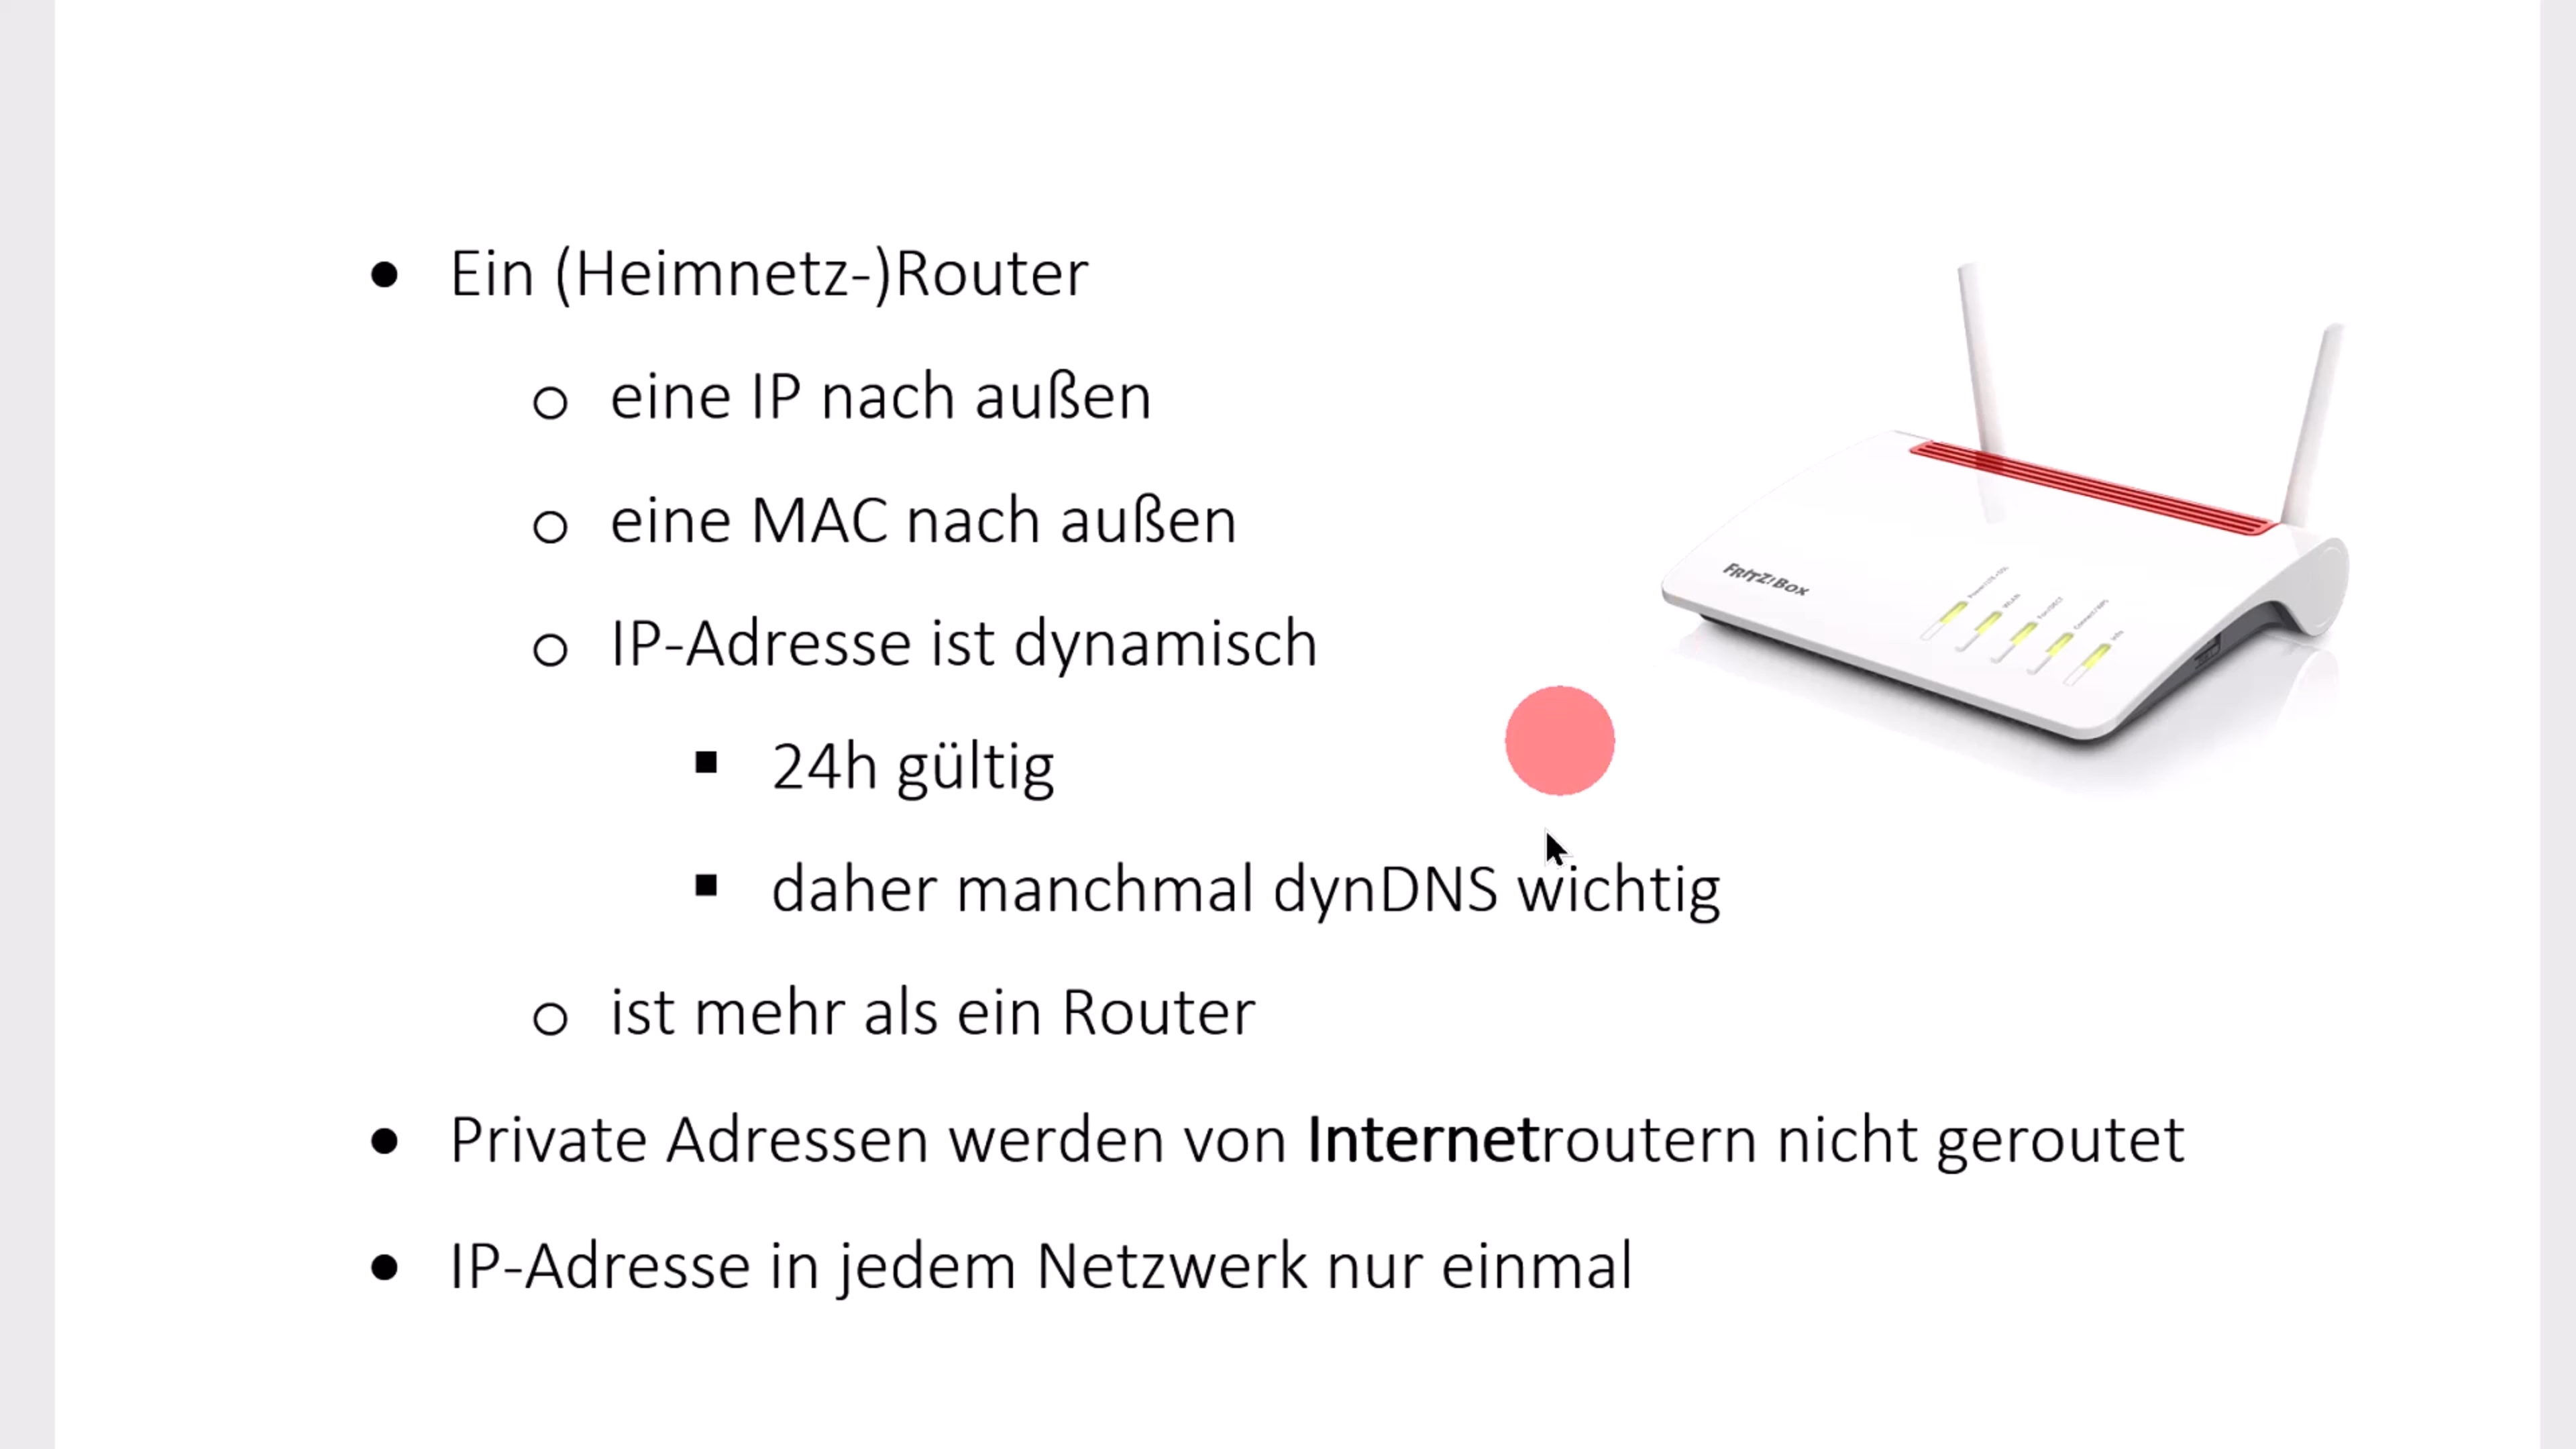 • Ein (Heimnetz-)Router
o eine IP nach außen
o eine MAC nach außen
o IP-Adresse ist dynamisch
▪ 24h gültig
▪ daher manchmal dynDNS wichtig
o ist mehr als ein Router
• Private Adressen werden von Internetroutern nicht geroutet
• IP-Adresse in jedem Netzwerk nur einmal
FRITZ!Box
WLAN
Info